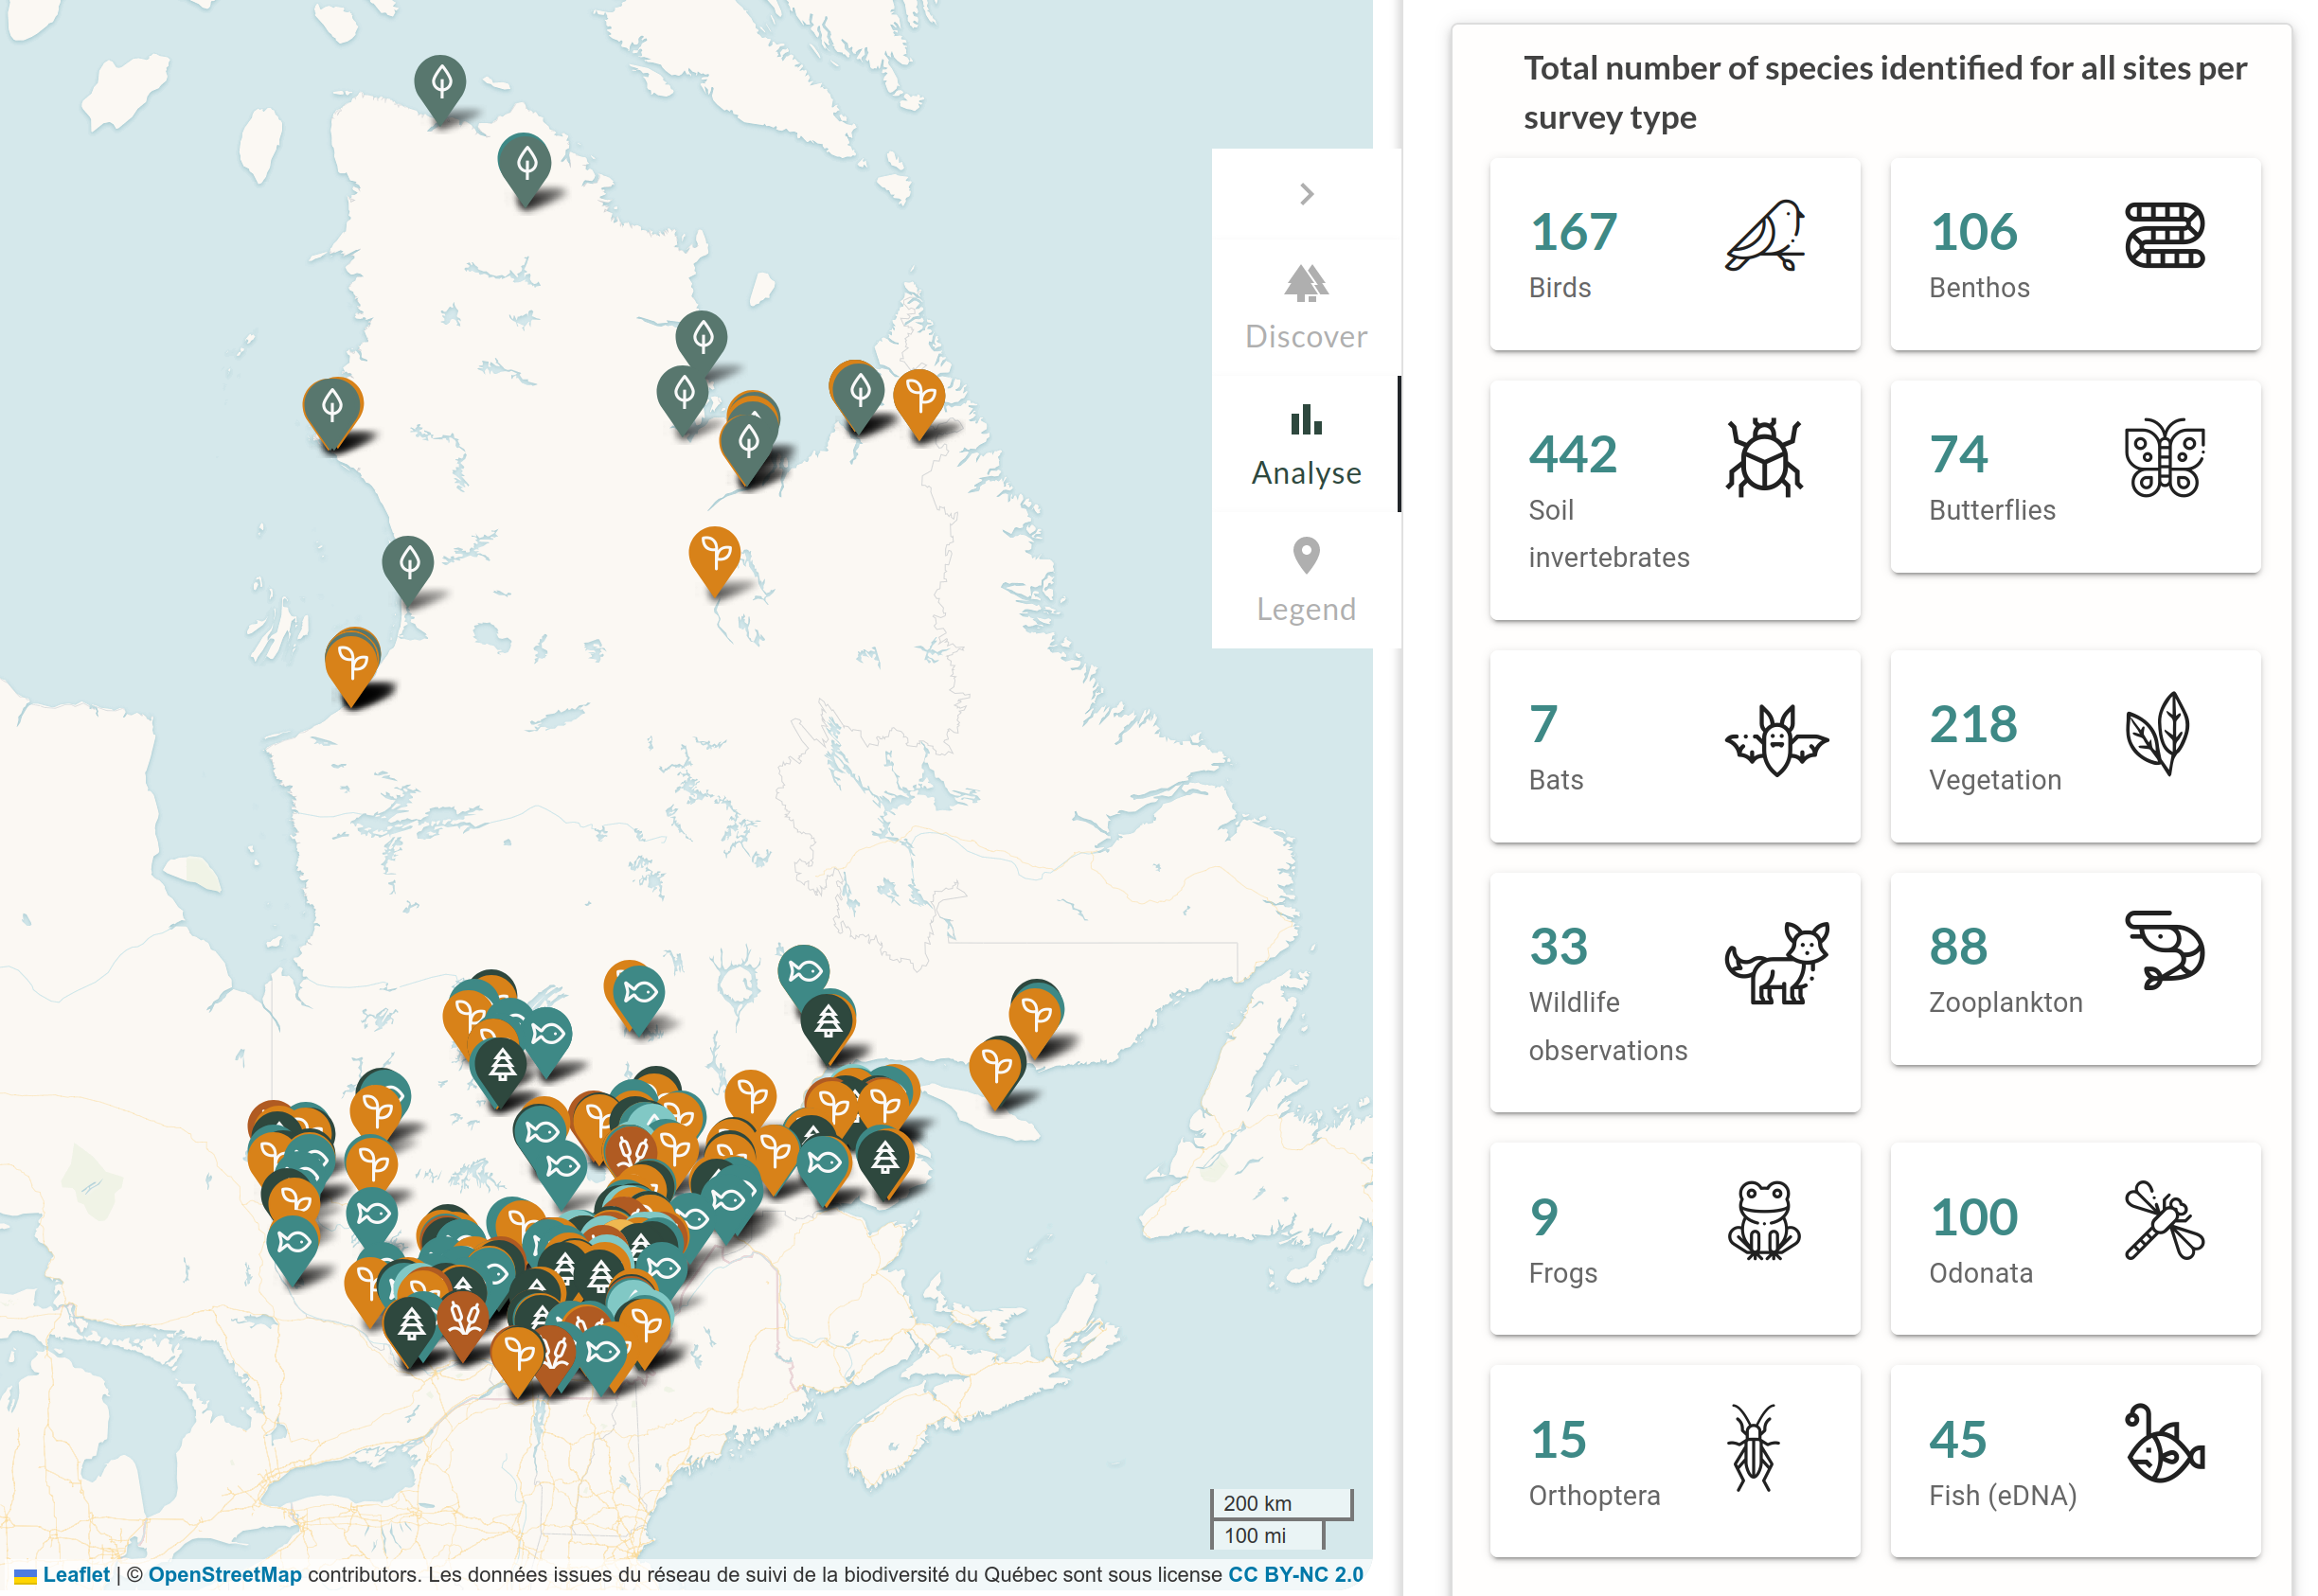 Total number of species identified for all sites per
survey type
167
Birds
106
Benthos
442
Soil
invertebrates
74
Butterflies
7
Bats
218
Vegetation
33
Wildlife
observations
88
Zooplankton
9
Frogs
100
Odonata
15
Orthoptera
45
Fish (eDNA)
Discover
Analyse
Legend
200 km
100 mi
Leaflet | © OpenStreetMap contributors. Les données issues du réseau de suivi de la biodiversité du Québec sont sous license CC BY-NC 2.0